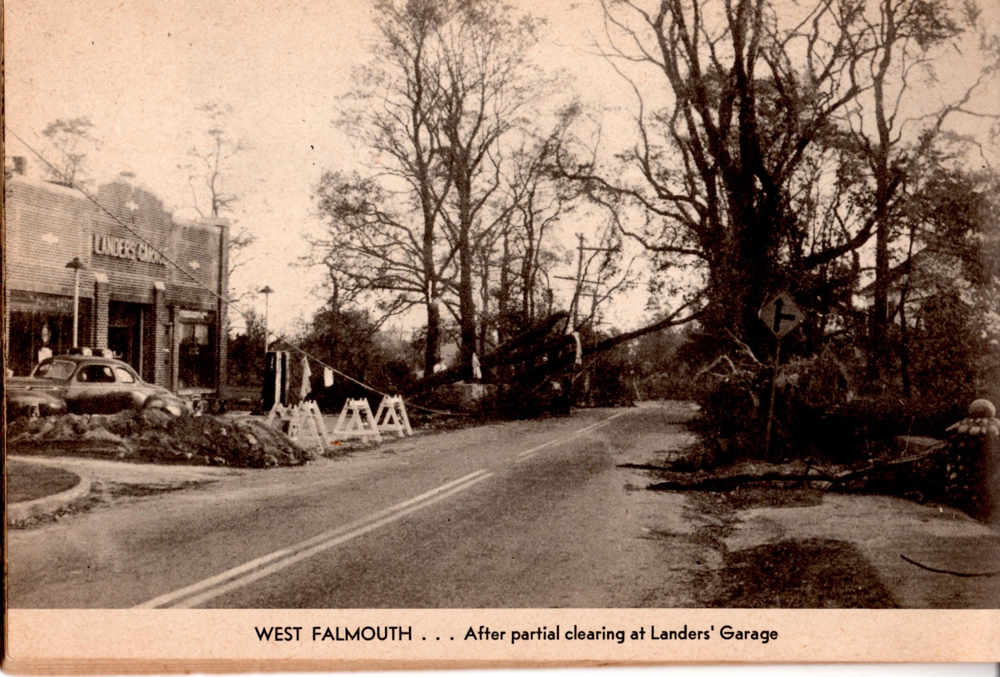 LANDERS' GARAGE
WEST FALMOUTH . . . After partial clearing at Landers' Garage